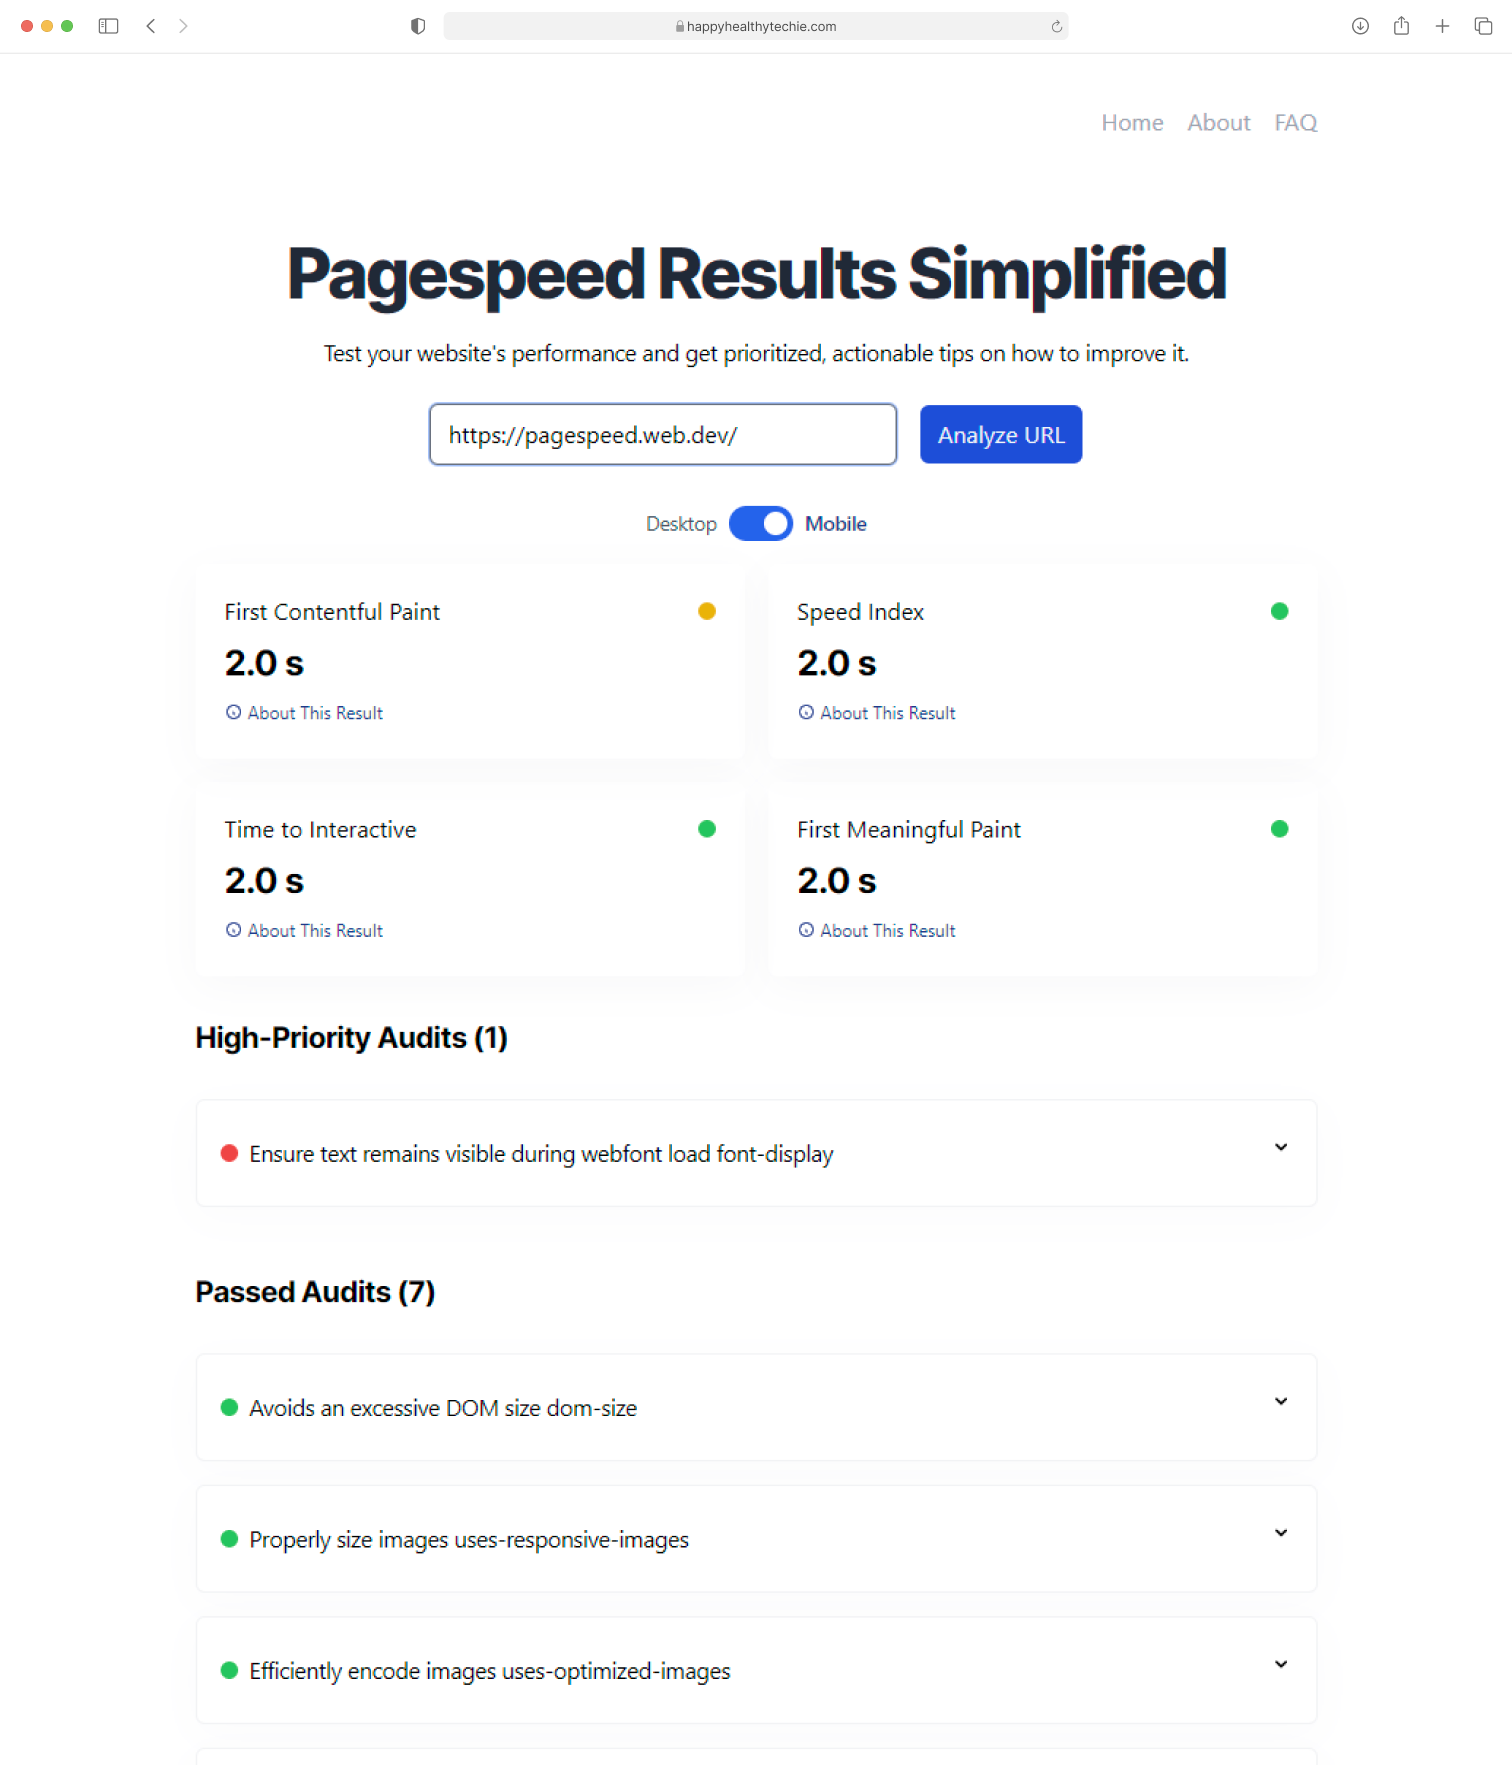 happyhealthytechie.com
Home About FAQ
Pagespeed Results Simplified
Test your website's performance and get prioritized, actionable tips on how to improve it.
https://pagespeed.web.dev/ Analyze URL
Desktop Mobile
First Contentful Paint
2.0 s
About This Result
Speed Index
2.0 s
About This Result
Time to Interactive
2.0 s
About This Result
First Meaningful Paint
2.0 s
About This Result
High-Priority Audits (1)
Ensure text remains visible during webfont load font-display
Passed Audits (7)
Avoids an excessive DOM size dom-size
Properly size images uses-responsive-images
Efficiently encode images uses-optimized-images